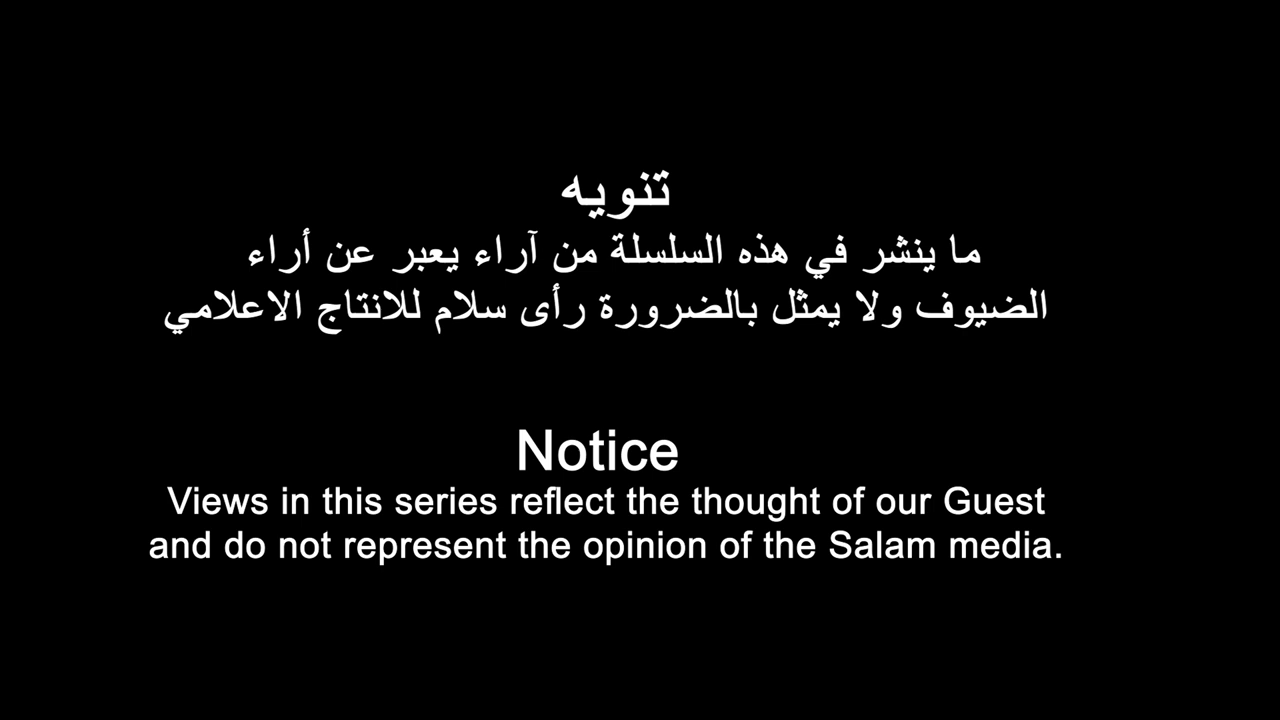 تنويه
ما ينشر في هذه السلسلة من آراء يعبر عن أراء
الضيوف ولا يمثل بالضرورة رأى سلام للانتاج الاعلامي
Notice
Views in this series reflect the thought of our Guest
and do not represent the opinion of the Salam media.